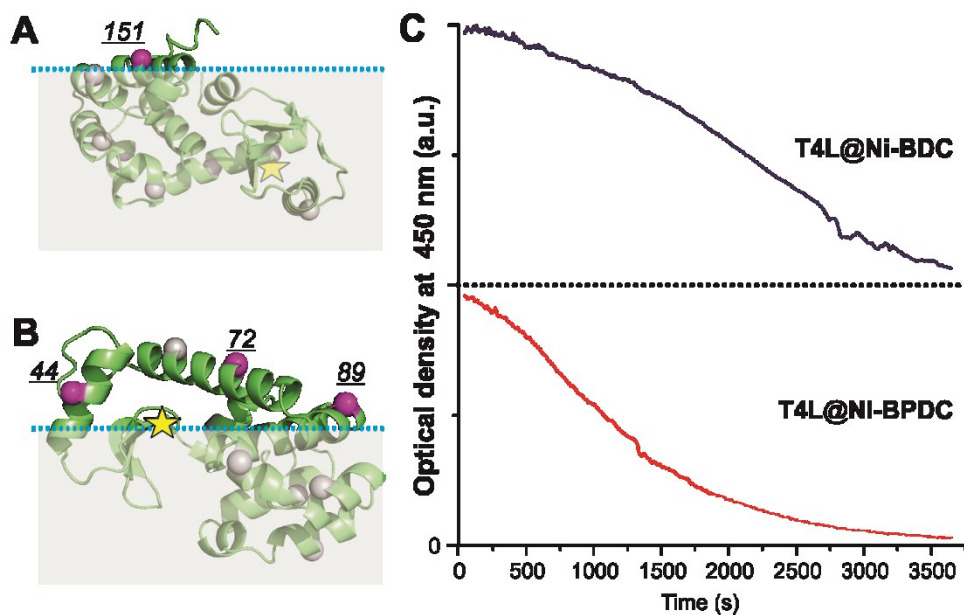 A
151
B
44
72
89
C
Optical density at 450 nm (a.u.)
T4L@Ni-BDC
T4L@NI-BPDC
0
0 500 1000 1500 2000 2500 3000 3500
Time (s)